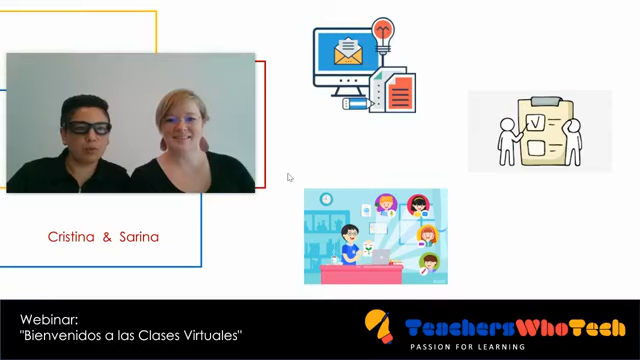 Cristina & Sarina
Webinar:
"Bienvenidos a las Clases Virtuales"
TeachersWhoTech
PASSION FOR LEARNING